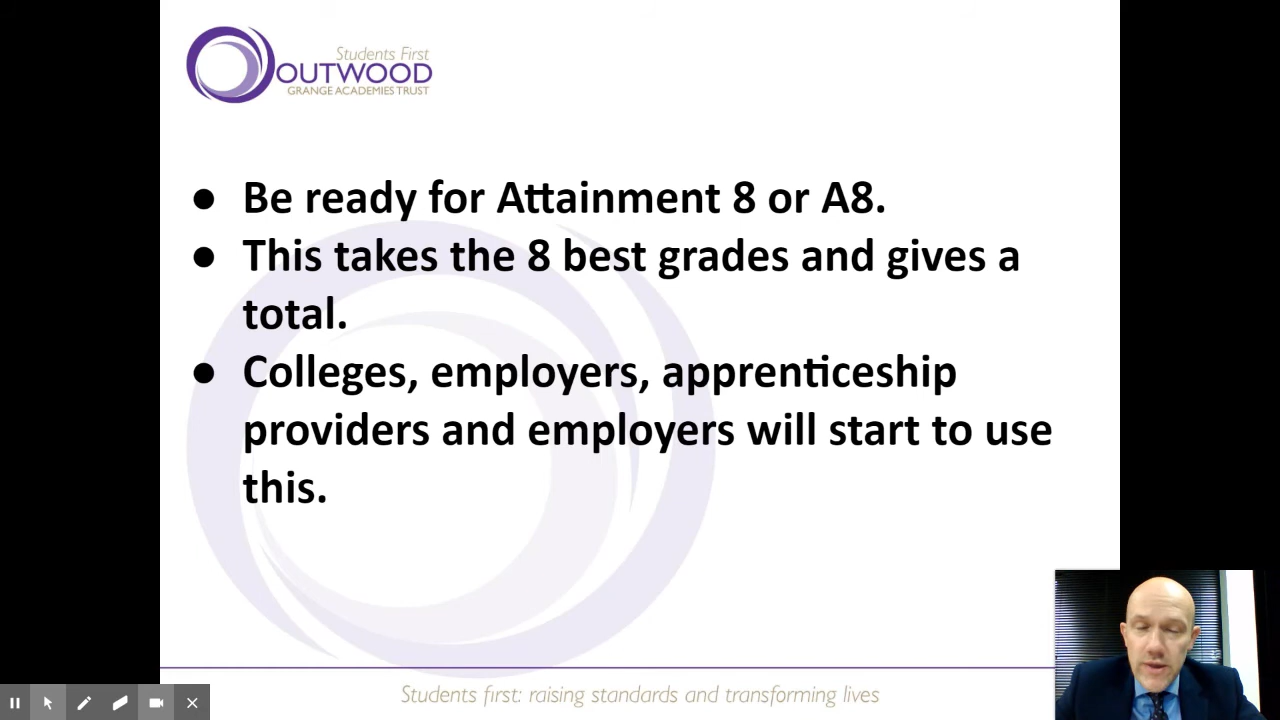 Students First
OUTWOOD
GRANGE ACADEMIES TRUST
● Be ready for Attainment 8 or A8.
● This takes the 8 best grades and gives a
total.
● Colleges, employers, apprenticeship
providers and employers will start to use
this.
Students first: raising standards and transforming lives